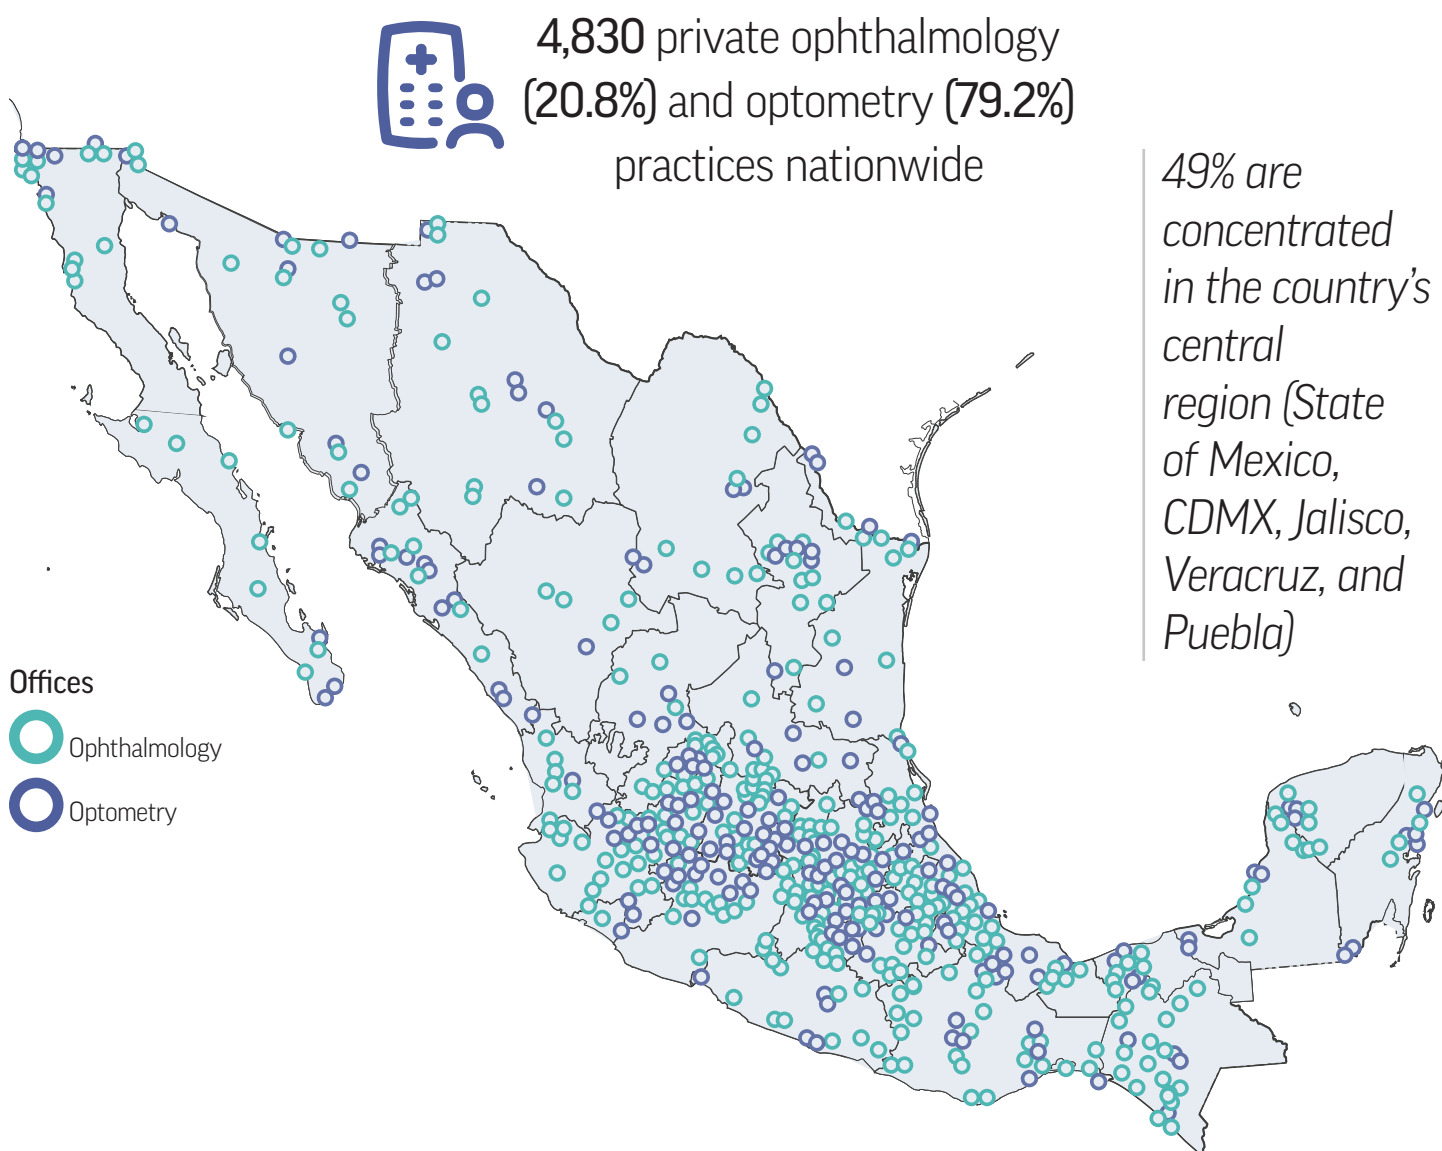 4,830 private ophthalmology
(20.8%) and optometry (79.2%)
practices nationwide
49% are
concentrated
in the country's
central
region (State
of Mexico,
CDMX, Jalisco,
Veracruz, and
Puebla)
Offices
Ophthalmology
Optometry